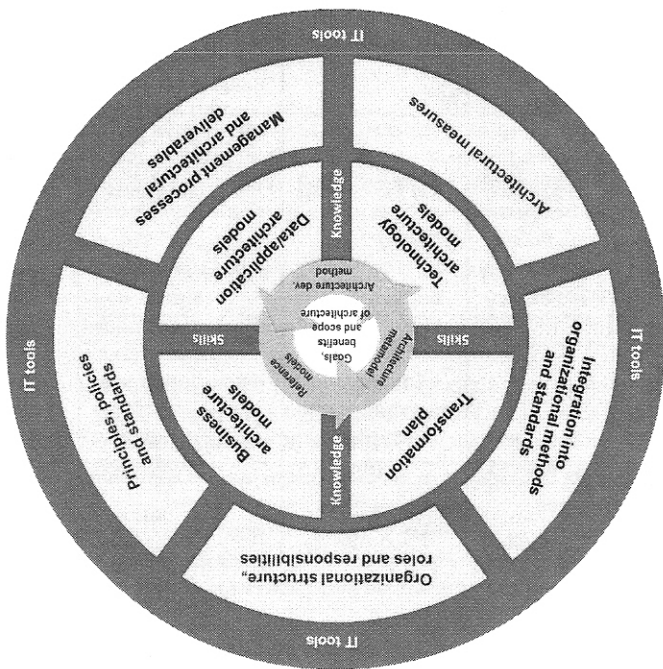 IT tools
Organizational structure,
roles and responsibilities
Integration into
organizational methods
and standards
Principles, policies
and standards
IT tools
IT tools
Knowledge
Transformation
plan
Business
architecture
models
Skills
Skills
Architecture
metamodel
Reference
models
Goals,
benefits
and scope
of architecture
Architecture dev.
method
Technology
architecture
models
Data/application
architecture
models
Knowledge
Architectural measures
Management processes
and architectural
deliverables
IT tools